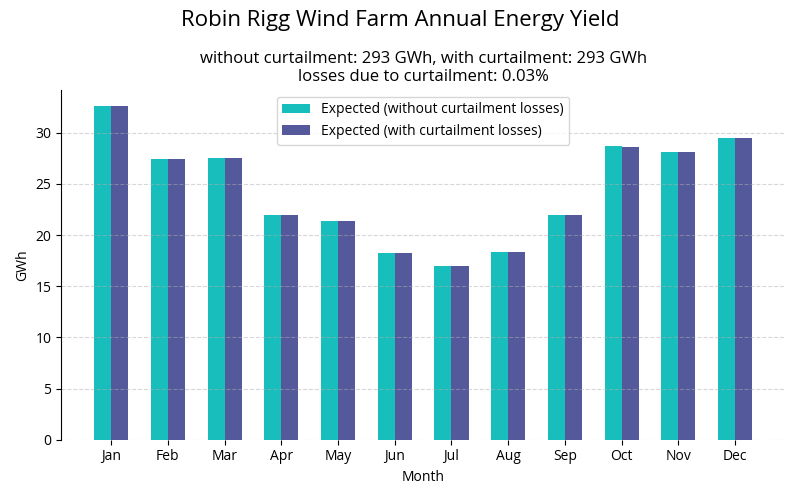 Robin Rigg Wind Farm Annual Energy Yield
without curtailment: 293 GWh, with curtailment: 293 GWh
losses due to curtailment: 0.03%
Expected (without curtailment losses)
Expected (with curtailment losses)
GWh
30
25
20
15
10
5
0
Jan Feb Mar Apr May Jun Jul Aug Sep Oct Nov Dec
Month